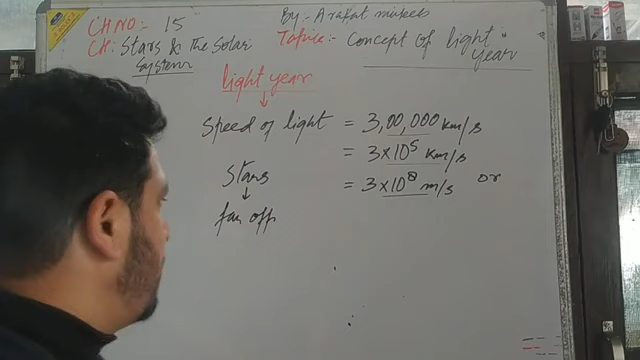 CH NO:- 15
By:- Arafat
CH: Stars & The Solar System
Topic:- Concept Of light Year
light year
Speed of light = 3,00,000 km/s
= 3×10⁵ km/s
Stars
= 3×10⁸ m/s or
far off